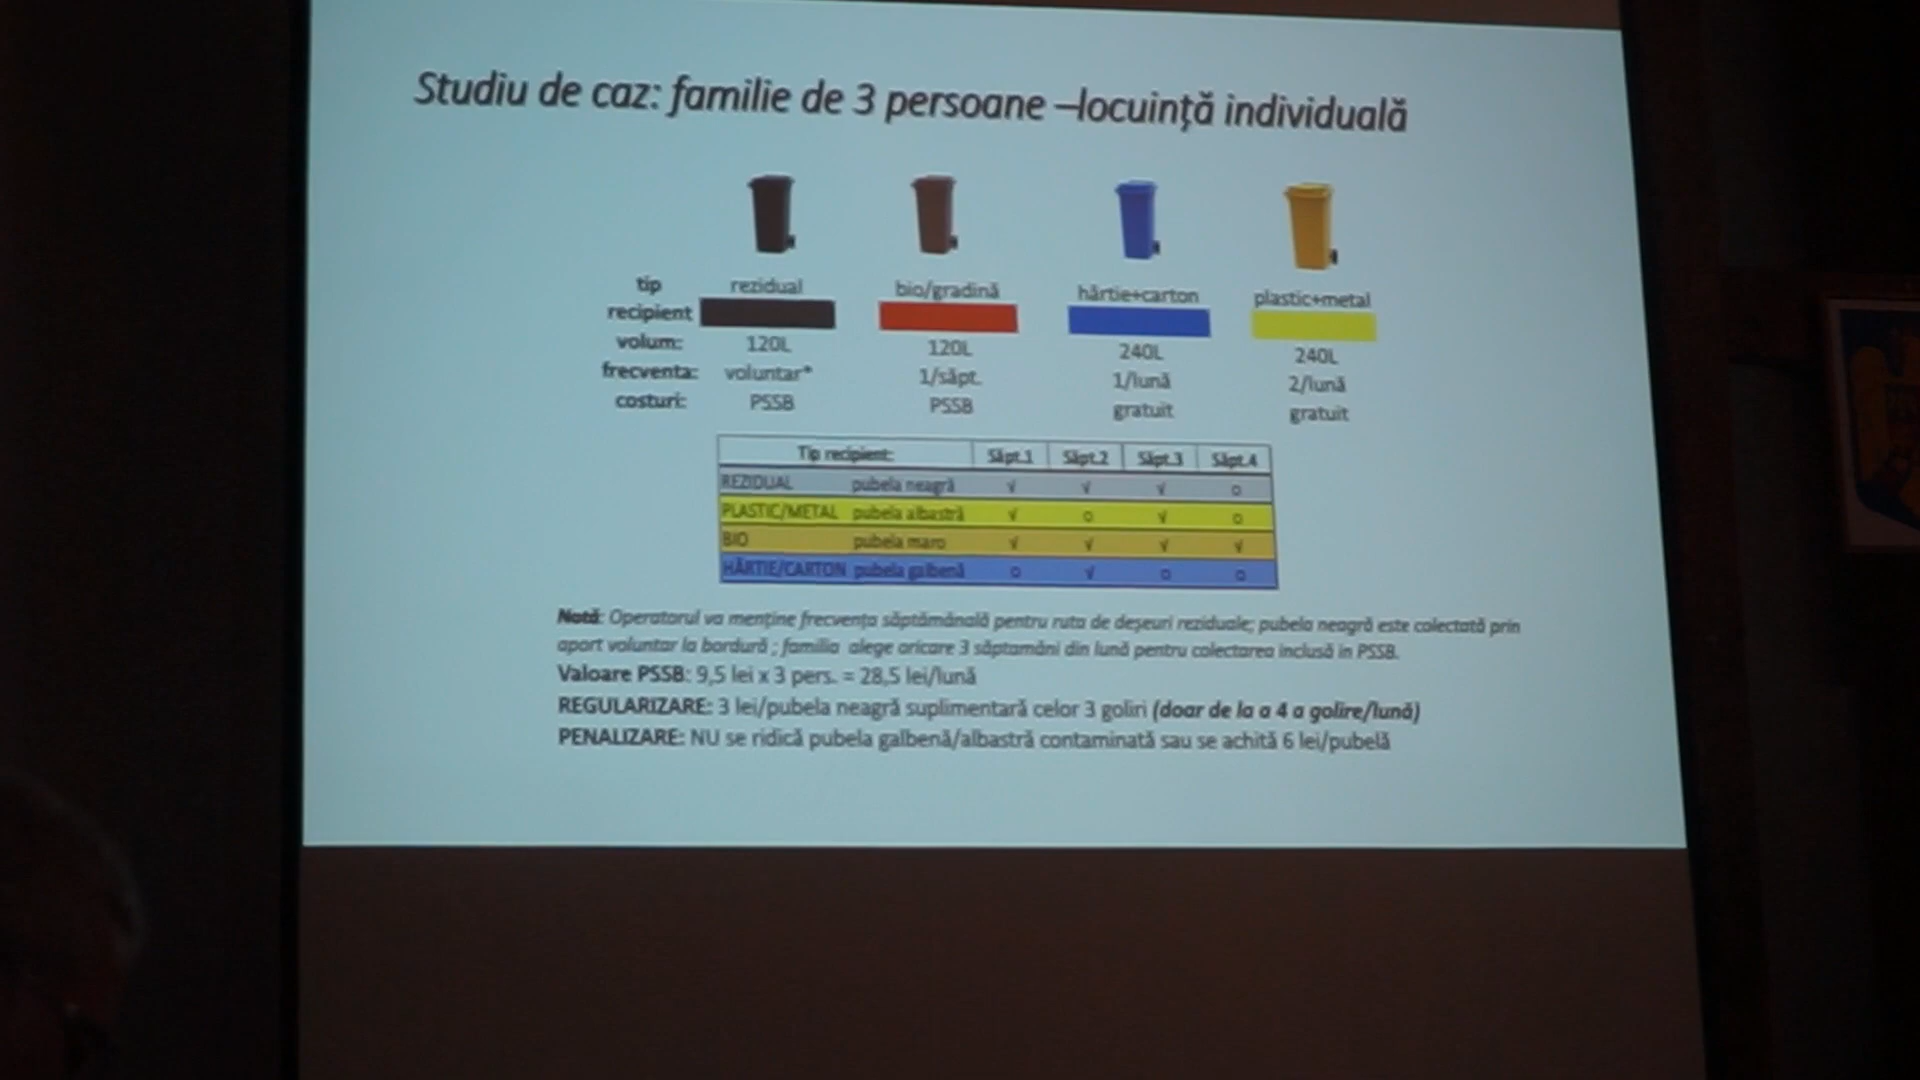 Studiu de caz: familie de 3 persoane –locuință individuală
tip rezidual bio/gradină hârtie+carton plastic+metal
recipient
volum: 120L 120L 240L 240L
frecventa: voluntar* 1/săpt. 1/lună 2/lună
costuri: PSSB PSSB gratuit gratuit
Tip recipient: Săpt.1 Săpt.2 Săpt.3 Săpt.4
REZIDUAL pubela neagră √ √ √ o
PLASTIC/METAL pubela albastră √ o √ o
BIO pubela maro √ √ √ √
HÂRTIE/CARTON pubela galbenă o √ o o
Notă: Operatorul va menține frecvența săptămânală pentru ruta de deșeuri reziduale; pubela neagră este colectată prin
aport voluntar la bordură ; familia alege oricare 3 săptamâni din lună pentru colectarea inclusă in PSSB.
Valoare PSSB: 9,5 lei x 3 pers. = 28,5 lei/lună
REGULARIZARE: 3 lei/pubela neagră suplimentară celor 3 goliri (doar de la a 4 a golire/lună)
PENALIZARE: NU se ridică pubela galbenă/albastră contaminată sau se achită 6 lei/pubelă